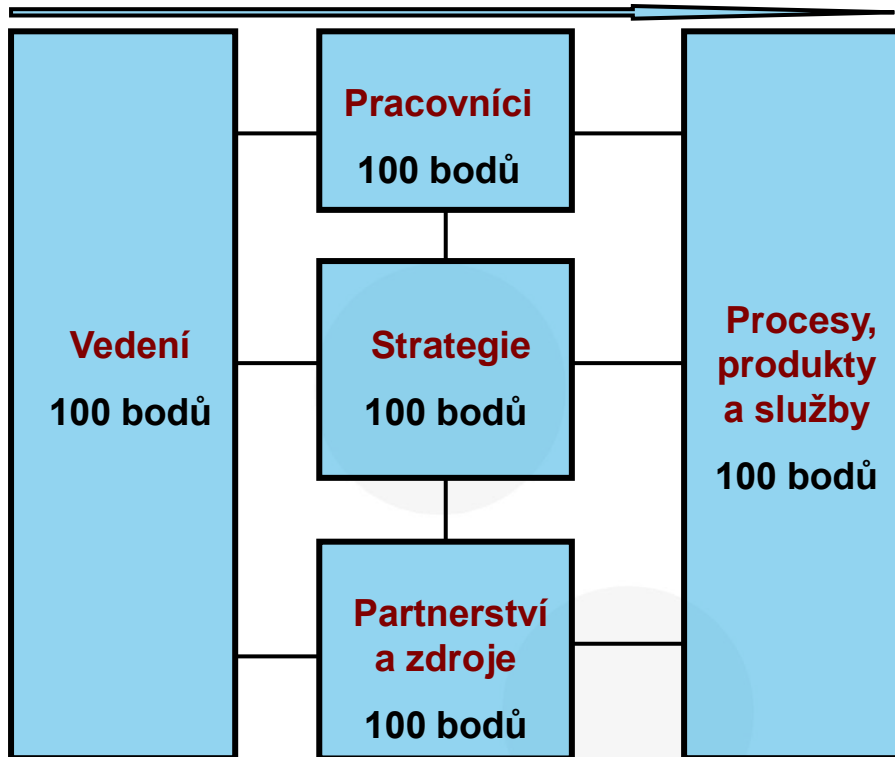 Vedení
100 bodů
Pracovníci
100 bodů
Strategie
100 bodů
Partnerství
a zdroje
100 bodů
Procesy,
produkty
a služby
100 bodů